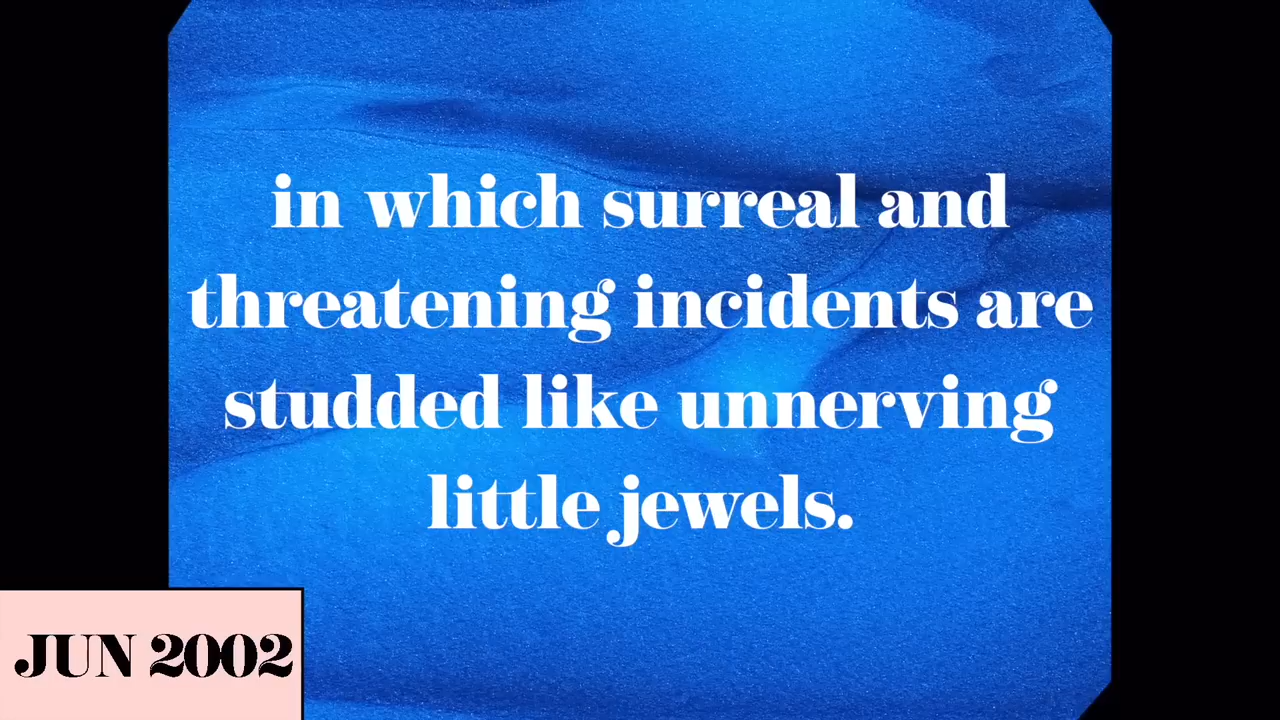 in which surreal and
threatening incidents are
studded like unnerving
little jewels.
JUN 2002